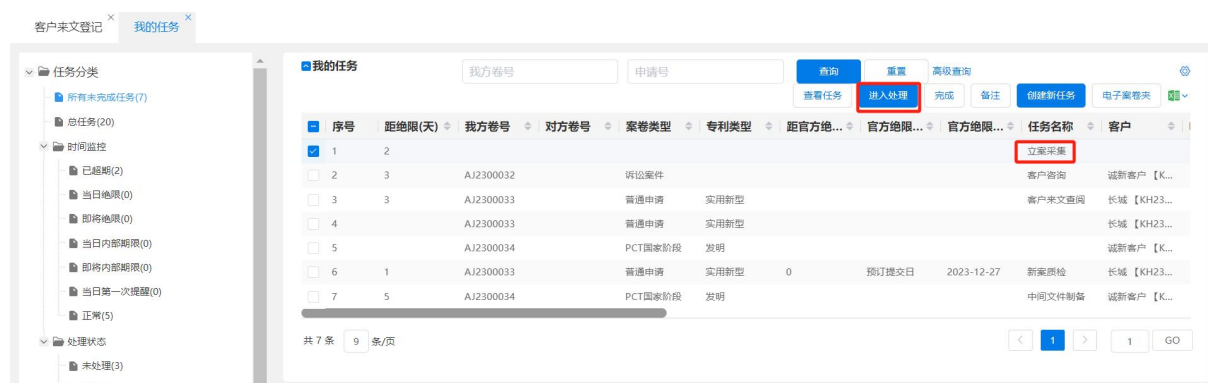 客户来文登记 × 我的任务 ×
任务分类
所有未完成任务(7)
总任务(20)
时间监控
已超期(2)
当日绝限(0)
即将绝限(0)
当日内部期限(0)
即将内部期限(0)
当日第一次提醒(0)
正常(5)
处理状态
未处理(3)
我的任务 我方卷号 申请号 查询 重置 高级查询
查看任务 进入处理 完成 备注 创建新任务 电子案卷夹
序号 距绝限(天) 我方卷号 对方卷号 案卷类型 专利类型 距官方绝... 官方绝限... 官方绝限... 任务名称 客户
1 2 立案采集
2 3 AJ2300032 诉讼案件 客户咨询 诚新客户【K...
3 3 AJ2300033 普通申请 实用新型 客户来文查阅 长城【KH23...
4 AJ2300033 普通申请 实用新型 长城【KH23...
5 AJ2300034 PCT国家阶段 发明 诚新客户【K...
6 1 AJ2300033 普通申请 实用新型 0 预订提交日 2023-12-27 新案质检 长城【KH23...
7 5 AJ2300034 PCT国家阶段 发明 中间文件制备 诚新客户【K...
共 7 条 9 条/页 < 1 > 1 GO